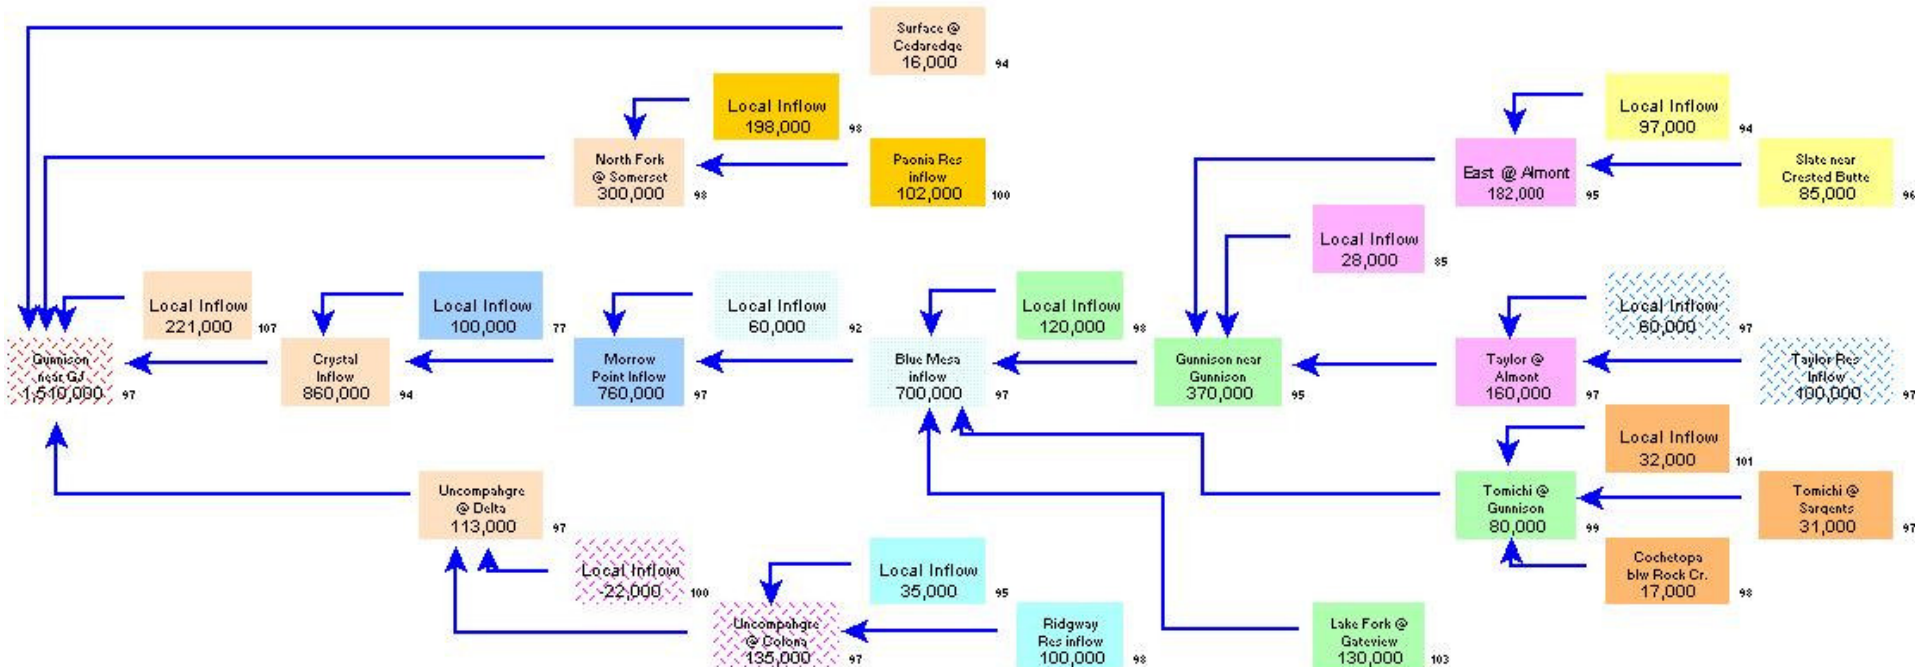 Surface @
Cedaredge
16,000
94
Local Inflow
198,000
98
Local Inflow
97,000
94
North Fork
@ Somerset
300,000
98
Paonia Res
inflow
102,000
100
East @ Almont
182,000
95
Slate near
Crested Butte
85,000
96
Local Inflow
28,000
85
Local Inflow
221,000
107
Local Inflow
100,000
77
Local Inflow
60,000
92
Local Inflow
120,000
98
Local Inflow
60,000
97
Gunnison
near GJ
1,510,000
97
Crystal
Inflow
860,000
94
Morrow
Point Inflow
760,000
97
Blue Mesa
inflow
700,000
97
Gunnison near
Gunnison
370,000
95
Taylor @
Almont
160,000
97
Taylor Res
Inflow
100,000
97
Local Inflow
32,000
101
Uncompahgre
@ Delta
113,000
97
Tomichi @
Gunnison
80,000
99
Tomichi @
Sargents
31,000
97
Local Inflow
-22,000
100
Local Inflow
35,000
95
Cochetopa
blw Rock Cr.
17,000
98
Uncompahgre
@ Colona
135,000
97
Ridgway
Res inflow
100,000
98
Lake Fork @
Gateview
130,000
103